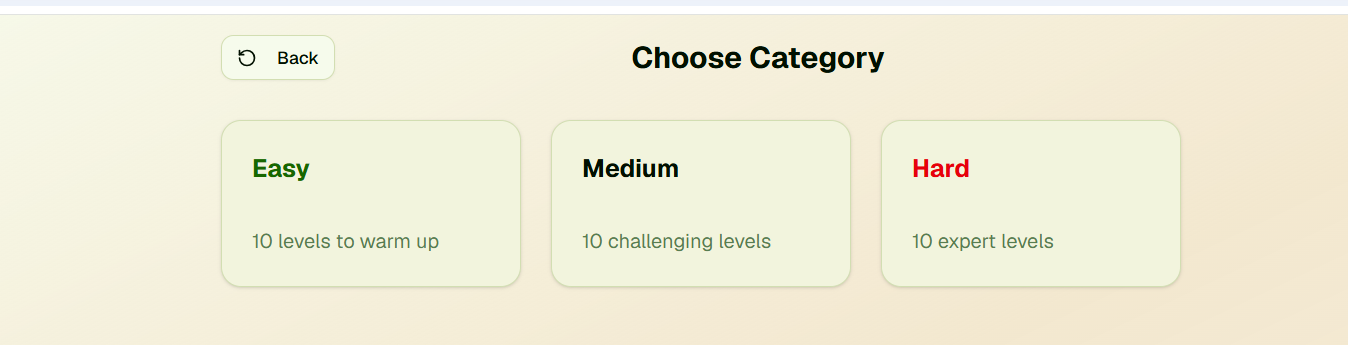 Back
Choose Category
Easy
10 levels to warm up
Medium
10 challenging levels
Hard
10 expert levels